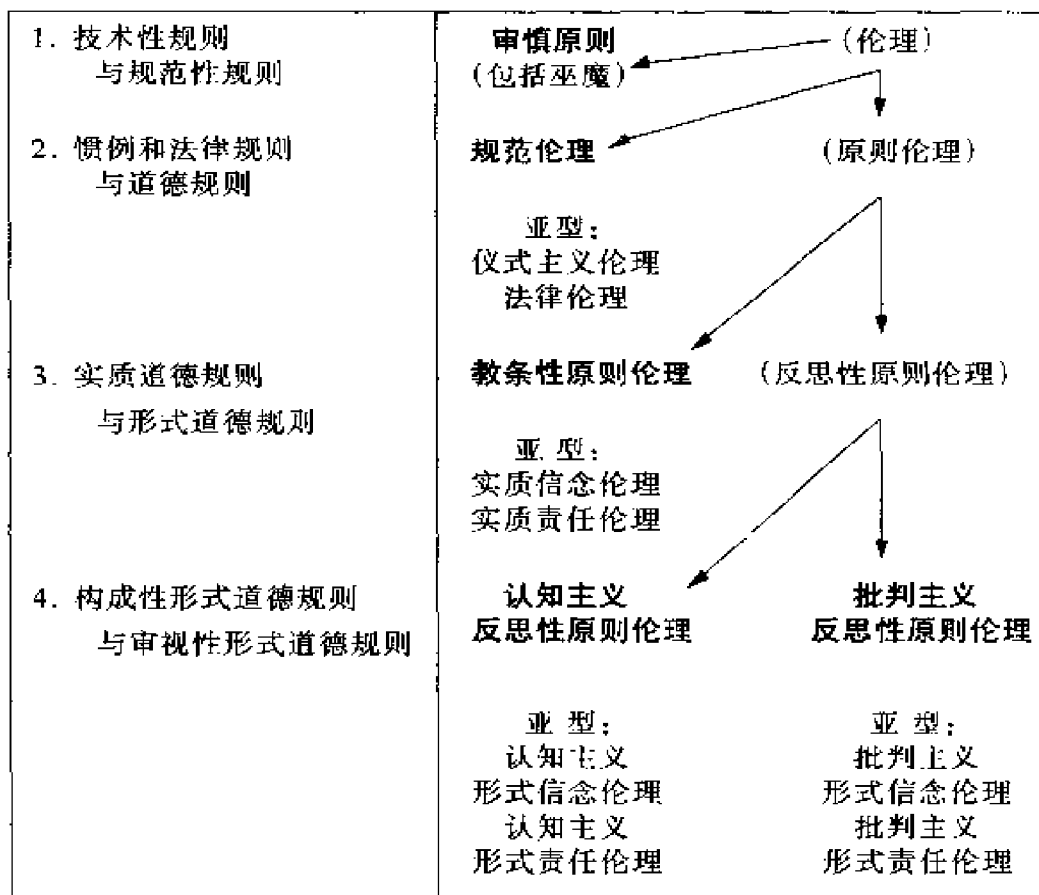 1. 技术性规则
与规范性规则
审慎原则
(包括巫魔)
(伦理)
2. 惯例和法律规则
与道德规则
规范伦理
(原则伦理)
亚型:
仪式主义伦理
法律伦理
3. 实质道德规则
与形式道德规则
教条性原则伦理
(反思性原则伦理)
亚型:
实质信念伦理
实质责任伦理
4. 构成性形式道德规则
与审视性形式道德规则
认知主义
反思性原则伦理
批判主义
反思性原则伦理
亚型:
认知主义
形式信念伦理
认知主义
形式责任伦理
亚型:
批判主义
形式信念伦理
批判主义
形式责任伦理